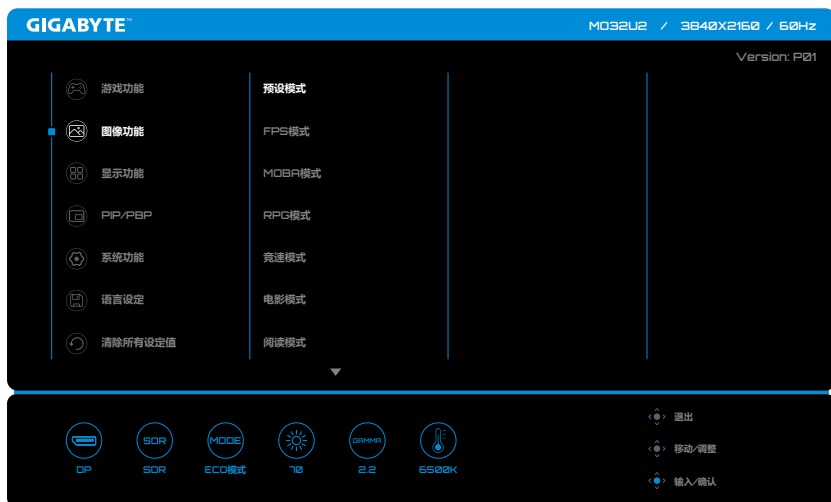 GIGABYTE™
MO32U2 / 3840X2160 / 60Hz
Version: P01
游戏功能
图像功能
显示功能
PIP/PBP
系统功能
语言设定
清除所有设定值
预设模式
FPS模式
MOBA模式
RPG模式
竞速模式
电影模式
阅读模式
SDR
MODE
GAMMA
DP
SDR
ECO模式
70
2.2
6500K
退出
移动/调整
输入/确认